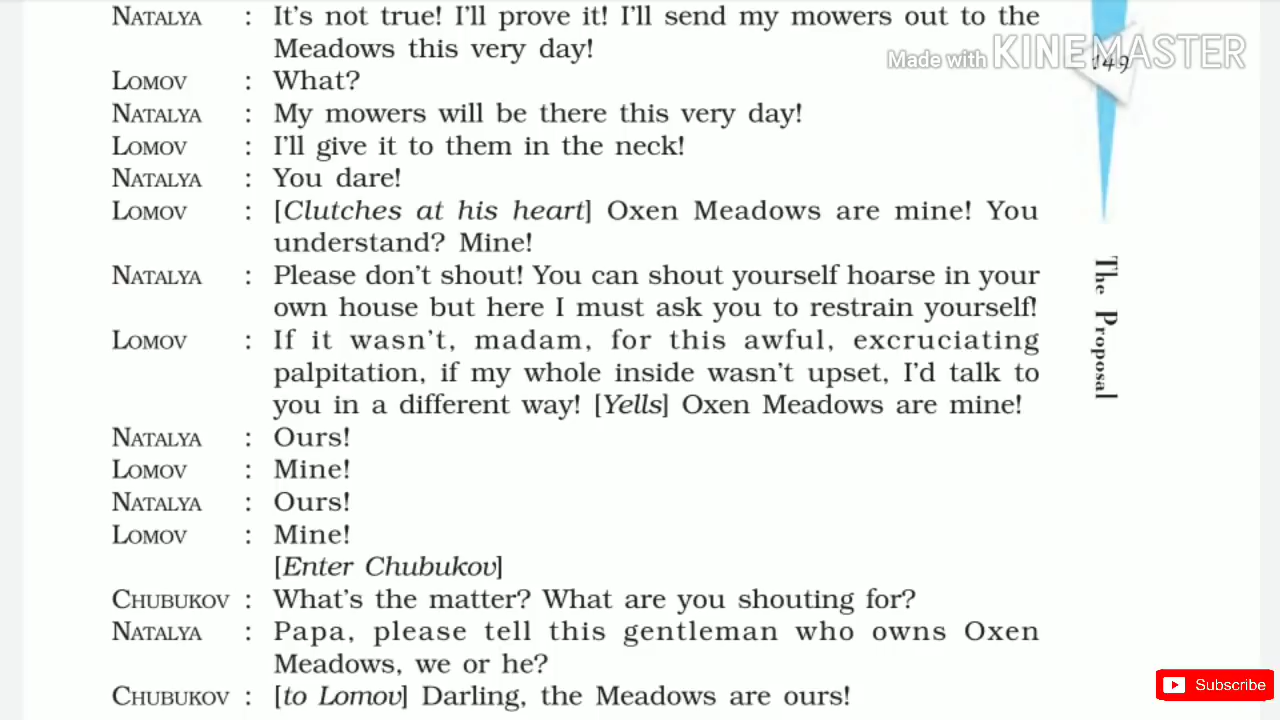 NATALYA : It's not true! I'll prove it! I'll send my mowers out to the
Meadows this very day!
LOMOV : What?
NATALYA : My mowers will be there this very day!
LOMOV : I'll give it to them in the neck!
NATALYA : You dare!
LOMOV : [Clutches at his heart] Oxen Meadows are mine! You
understand? Mine!
NATALYA : Please don't shout! You can shout yourself hoarse in your
own house but here I must ask you to restrain yourself!
LOMOV : If it wasn't, madam, for this awful, excruciating
palpitation, if my whole inside wasn't upset, I'd talk to
you in a different way! [Yells] Oxen Meadows are mine!
NATALYA : Ours!
LOMOV : Mine!
NATALYA : Ours!
LOMOV : Mine!
[Enter Chubukov]
CHUBUKOV : What's the matter? What are you shouting for?
NATALYA : Papa, please tell this gentleman who owns Oxen
Meadows, we or he?
CHUBUKOV : [to Lomov] Darling, the Meadows are ours!
Made with KINEMASTER
149
The Proposal
Subscribe